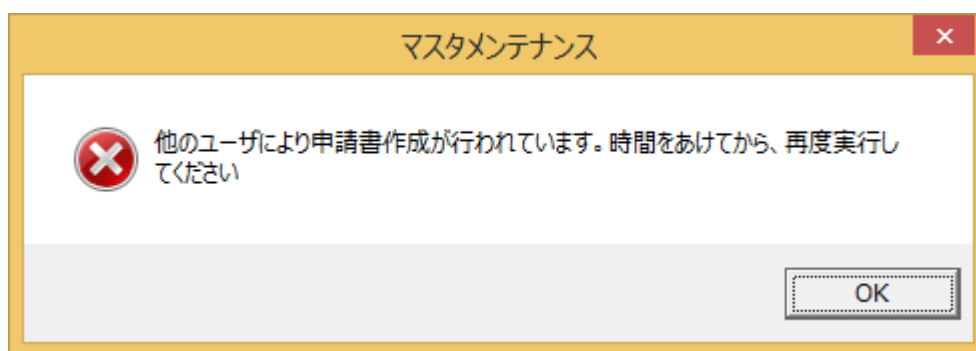 マスタメンテナンス
他のユーザにより申請書作成が行われています。時間をあけてから、再度実行し
てください
OK